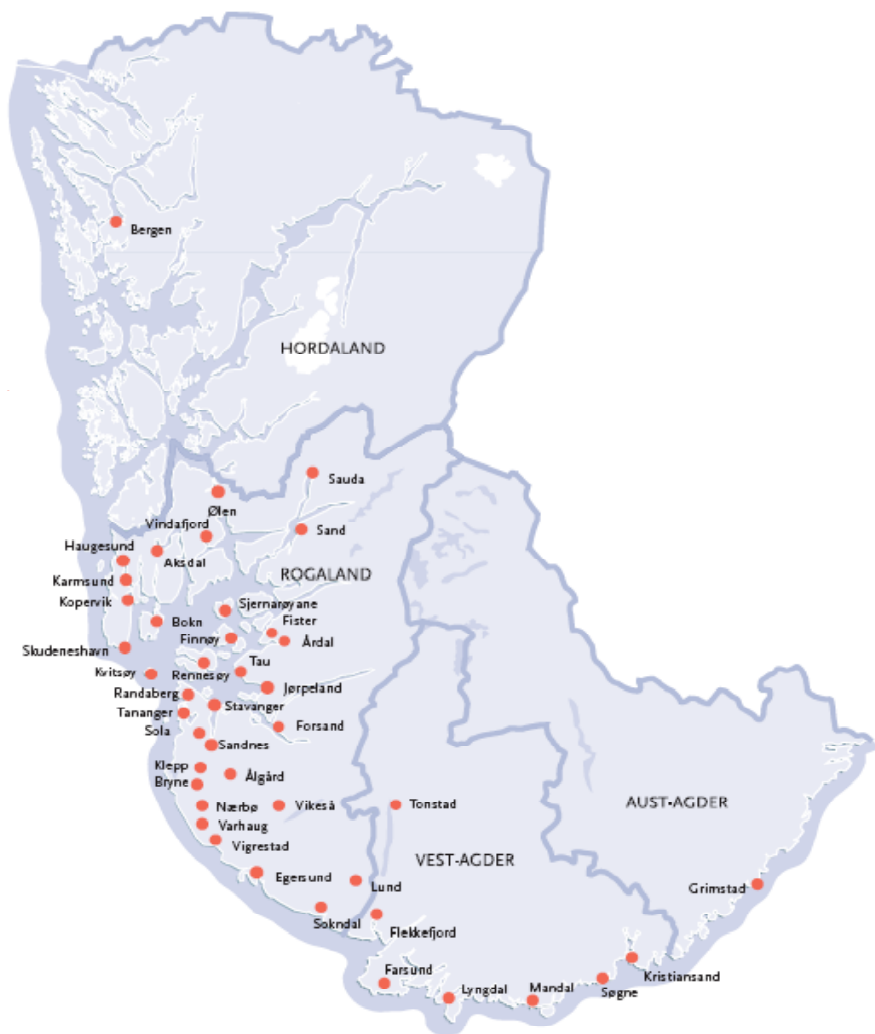 Bergen
HORDALAND
Sauda
Ølen
Vindafjord
Sand
Haugesund
Aksdal
Karmsund
ROGALAND
Kopervik
Sjernarøyane
Bokn
Fister
Finnøy
Årdal
Skudeneshavn
Tau
Kvitsøy
Rennesøy
Jørpeland
Randaberg
Stavanger
Tananger
Forsand
Sola
Sandnes
Klepp
Ålgård
Bryne
Nærbø
Vikeså
Tonstad
AUST-AGDER
Varhaug
Vigrestad
VEST-AGDER
Egersund
Lund
Grimstad
Sokndal
Flekkefjord
Farsund
Kristiansand
Lyngdal
Mandal
Søgne